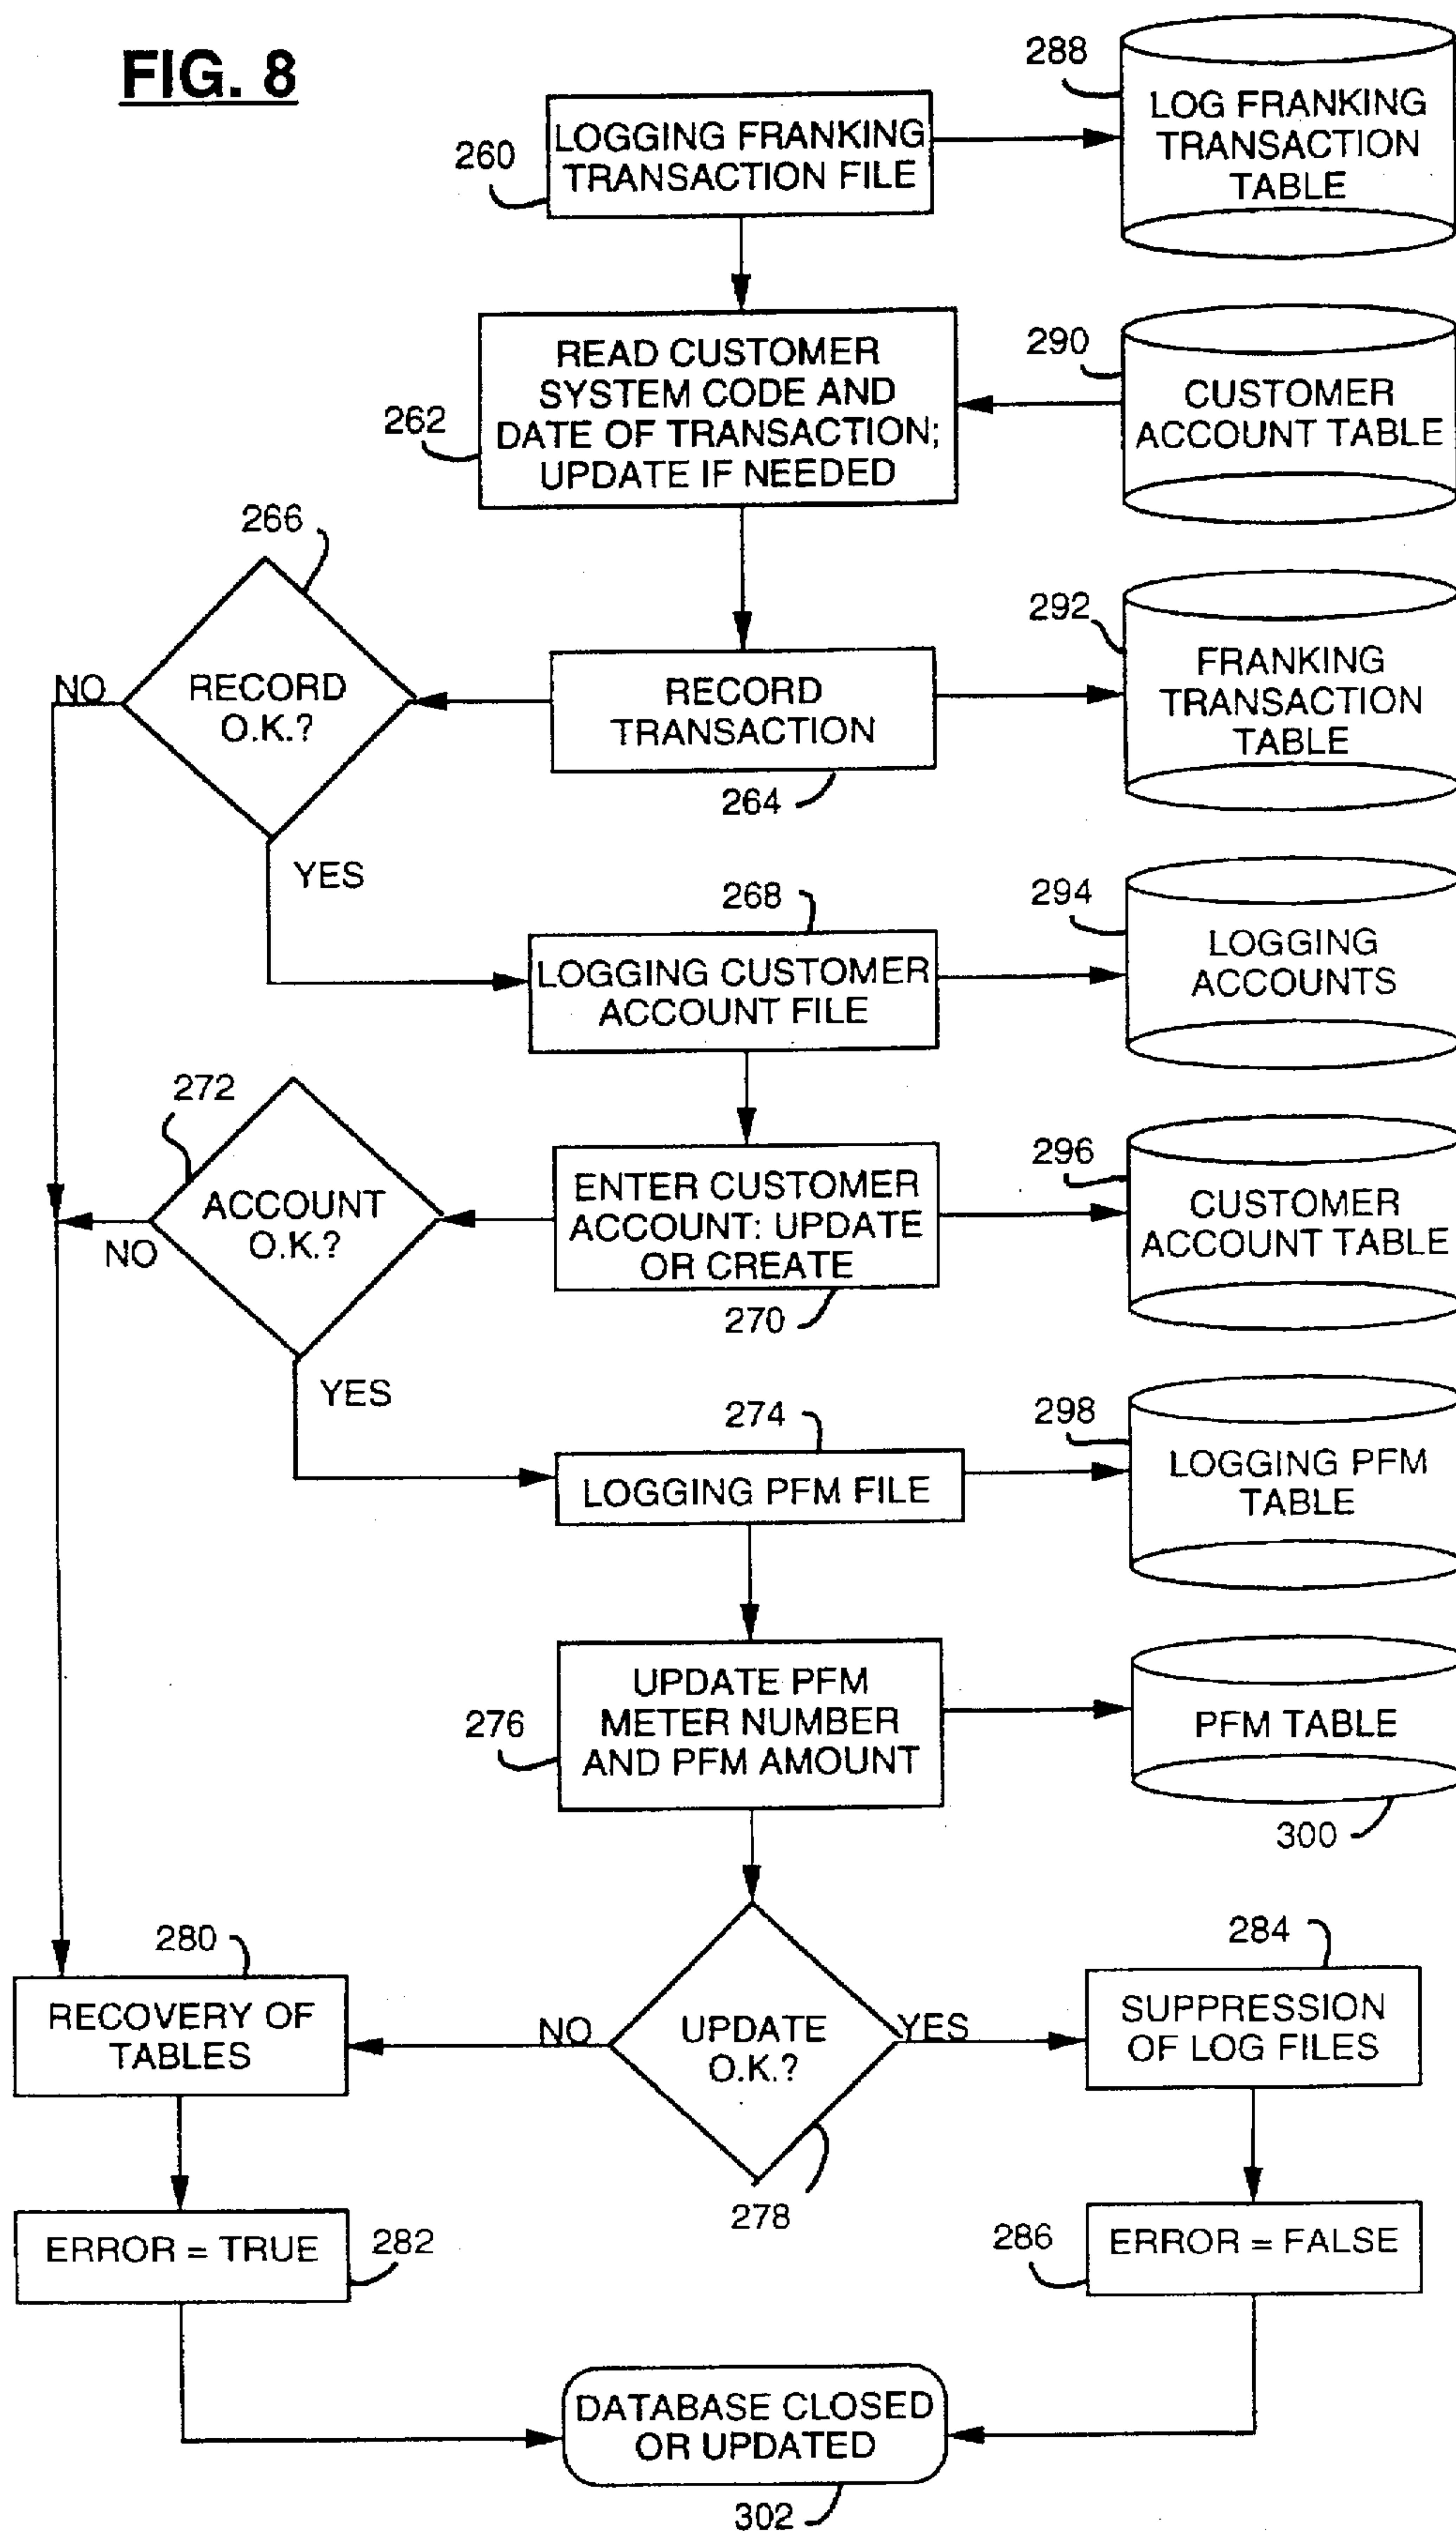 FIG. 8
288
LOG FRANKING
TRANSACTION
TABLE
260
LOGGING FRANKING
TRANSACTION FILE
262
READ CUSTOMER
SYSTEM CODE AND
DATE OF TRANSACTION;
UPDATE IF NEEDED
290
CUSTOMER
ACCOUNT TABLE
266
NO
RECORD
O.K.?
YES
RECORD
TRANSACTION
264
292
FRANKING
TRANSACTION
TABLE
268
LOGGING CUSTOMER
ACCOUNT FILE
294
LOGGING
ACCOUNTS
272
NO
ACCOUNT
O.K.?
YES
ENTER CUSTOMER
ACCOUNT: UPDATE
OR CREATE
270
296
CUSTOMER
ACCOUNT TABLE
274
LOGGING PFM FILE
298
LOGGING PFM
TABLE
276
UPDATE PFM
METER NUMBER
AND PFM AMOUNT
PFM TABLE
300
280
RECOVERY OF
TABLES
NO
UPDATE
O.K.?
YES
278
284
SUPPRESSION
OF LOG FILES
ERROR = TRUE
282
286
ERROR = FALSE
DATABASE CLOSED
OR UPDATED
302